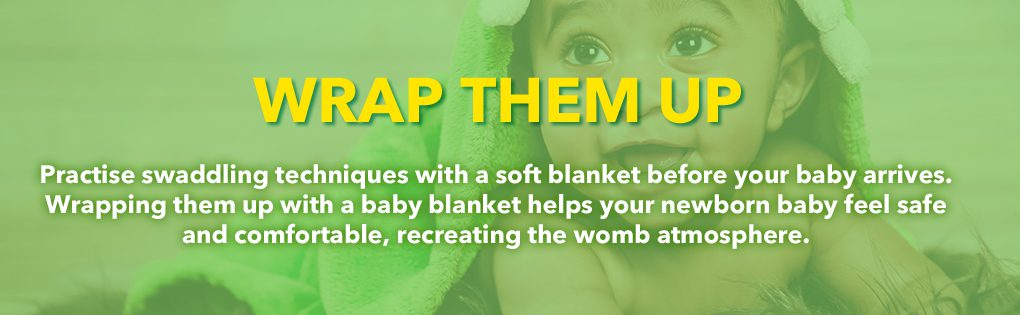 WRAP THEM UP
Practise swaddling techniques with a soft blanket before your baby arrives.
Wrapping them up with a baby blanket helps your newborn baby feel safe
and comfortable, recreating the womb atmosphere.